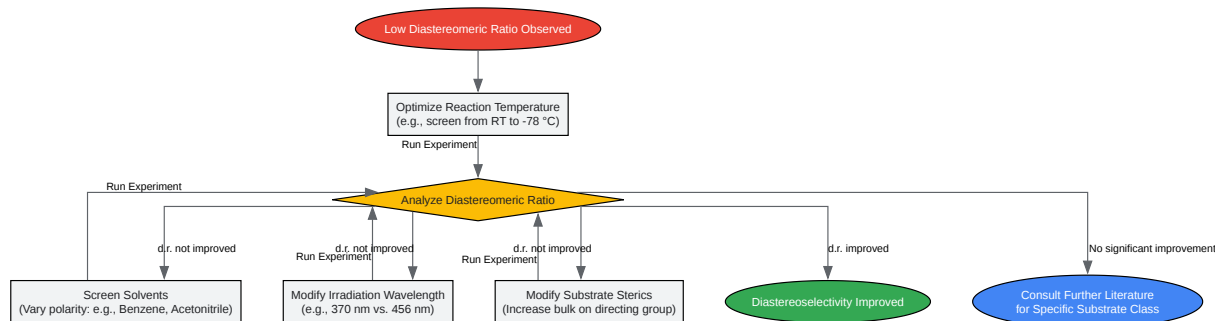 Low Diastereomeric Ratio Observed
Optimize Reaction Temperature
(e.g., screen from RT to -78 °C)
Run Experiment
Analyze Diastereomeric Ratio
Run Experiment
d.r. not improved
Run Experiment
d.r. not improved
Run Experiment
d.r. not improved
d.r. improved
No significant improvement
Screen Solvents
(Vary polarity: e.g., Benzene, Acetonitrile)
Modify Irradiation Wavelength
(e.g., 370 nm vs. 456 nm)
Modify Substrate Sterics
(Increase bulk on directing group)
Diastereoselectivity Improved
Consult Further Literature
for Specific Substrate Class